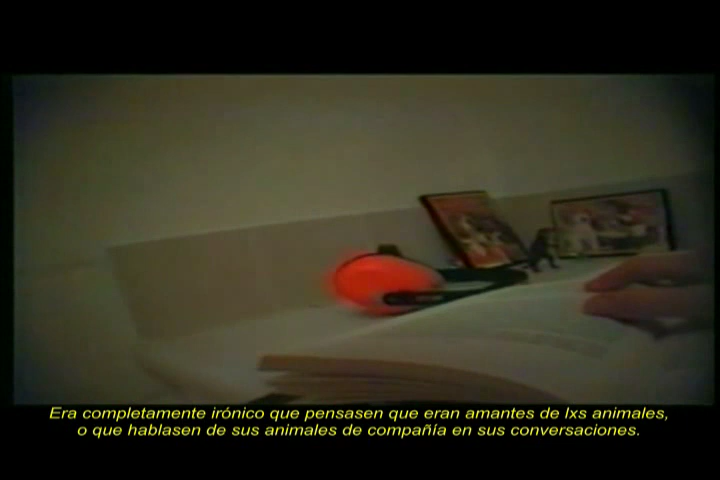 Era completamente irónico que pensasen que eran amantes de lxs animales,
o que hablasen de sus animales de compañía en sus conversaciones.